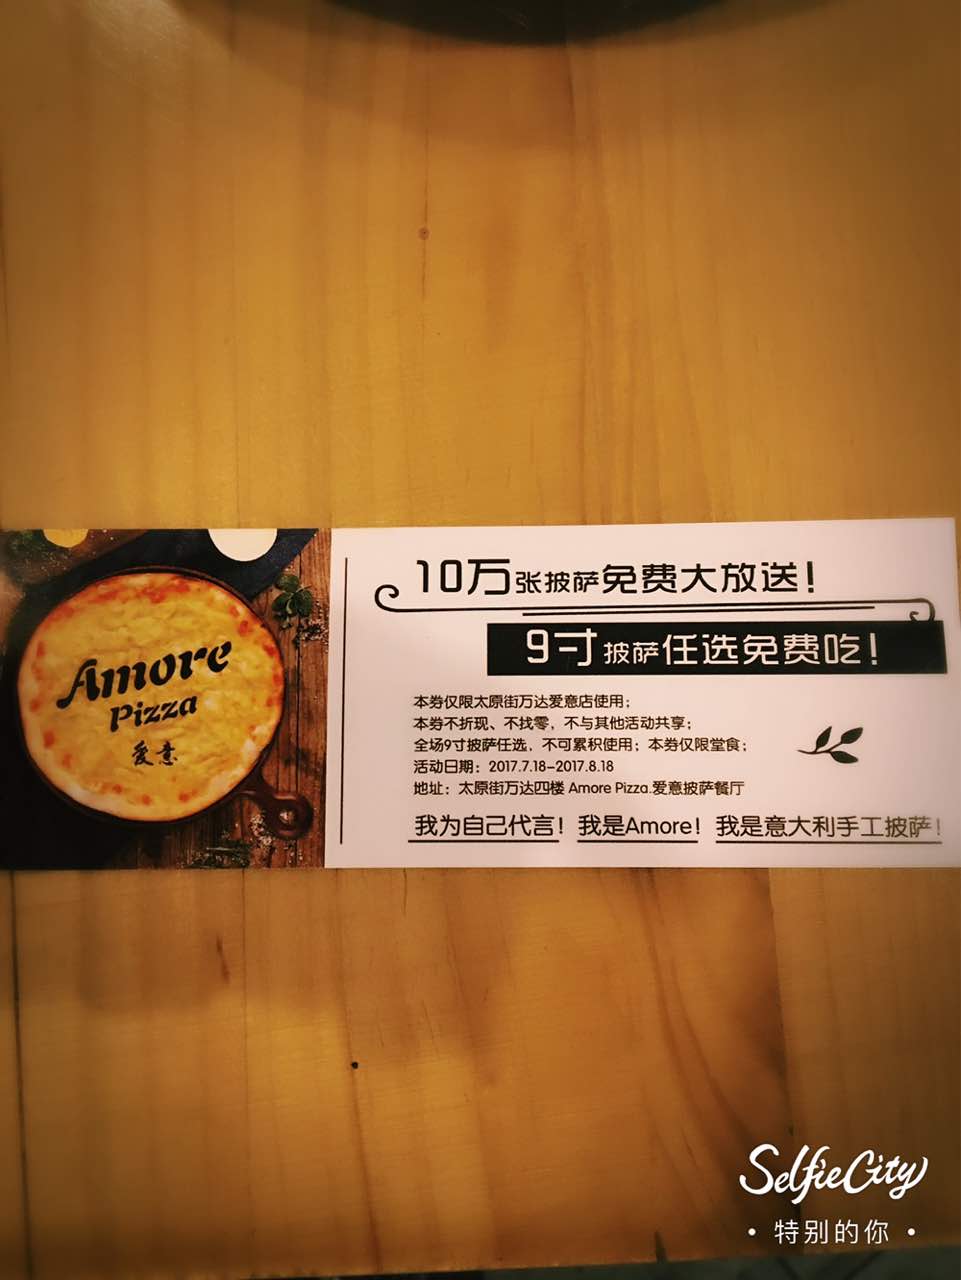 Amore
Pizza
爱意
10万张披萨免费大放送！
9寸披萨任选免费吃！
本券仅限太原街万达爱意店使用；
本券不折现、不找零，不与其他活动共享；
全场9寸披萨任选，不可累积使用；本券仅限堂食；
活动日期：2017.7.18-2017.8.18
地址：太原街万达四楼 Amore Pizza.爱意披萨餐厅
我为自己代言！ 我是Amore！ 我是意大利手工披萨！
SelfieCity
• 特别的你 •